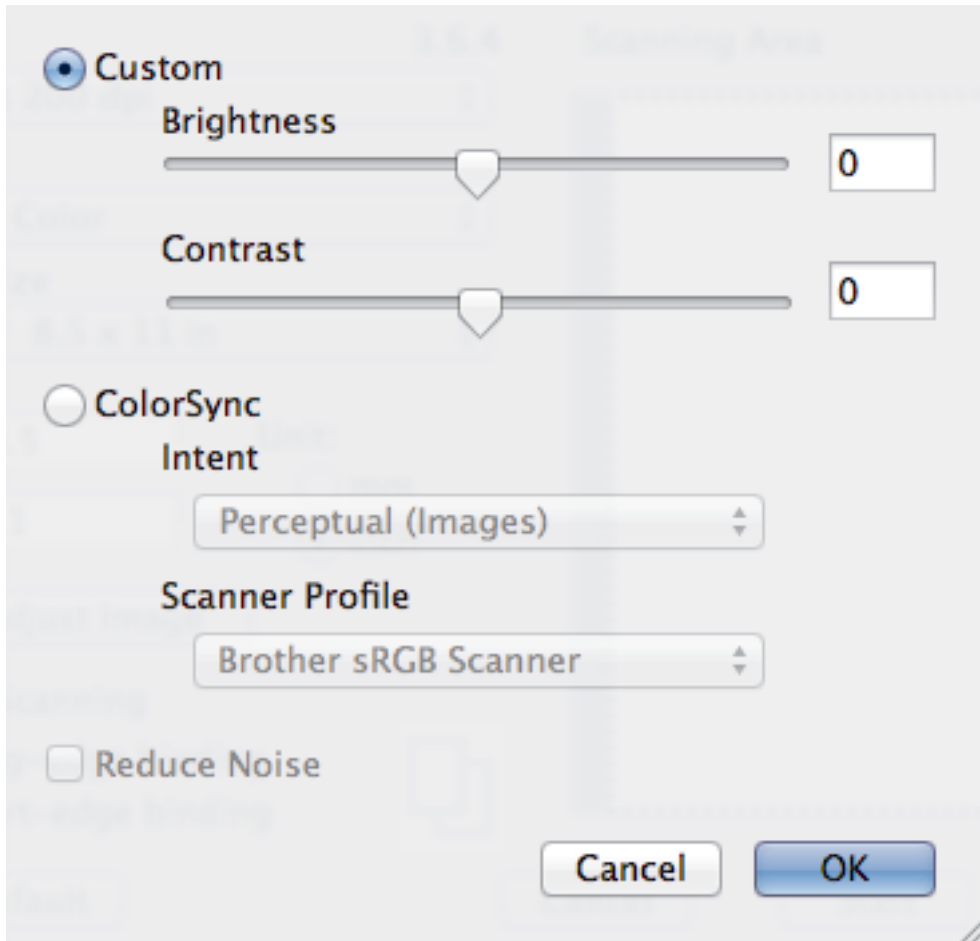 Custom
Brightness
0
Contrast
0
ColorSync
Intent
Perceptual (Images)
Scanner Profile
Brother sRGB Scanner
Reduce Noise
Cancel
OK